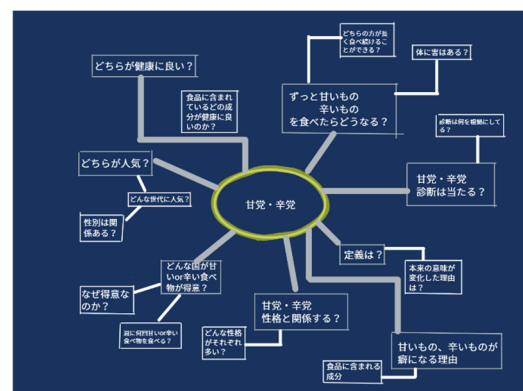 どちらの方が長
く食べ続けるこ
とができる？
体に害はある？
どちらが健康に良い？
食品に含まれ
ているどの成
分が健康に良
いのか？
ずっと甘いもの
辛いもの
を食べたらどうなる？
診断は何を根拠にして
る？
どちらが人気？
どんな世代に人気？
性別は関
係ある？
甘党・辛党
甘党・辛党
診断は当たる？
定義は？
本来の意味が
変化した理由
は？
どんな国が甘
いor辛い食べ
物が得意？
なぜ得意な
のか？
週に何回甘いor辛い
食べ物を食べる？
甘党・辛党
性格と関係する？
どんな性格
がそれぞれ
多い？
甘いもの、辛いものが
癖になる理由
食品に含まれる
成分